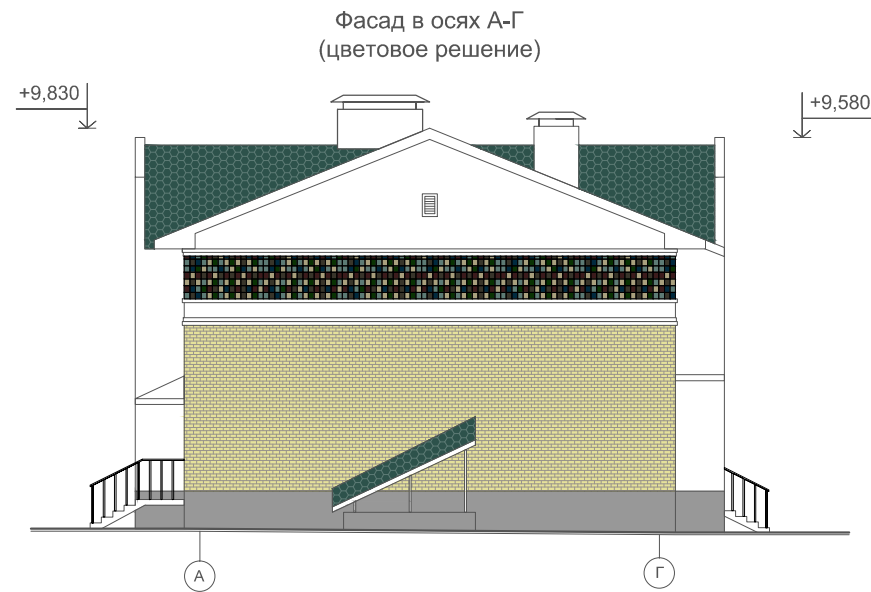 Фасад в осях А-Г
(цветовое решение)
+9,830
+9,580
А
Г